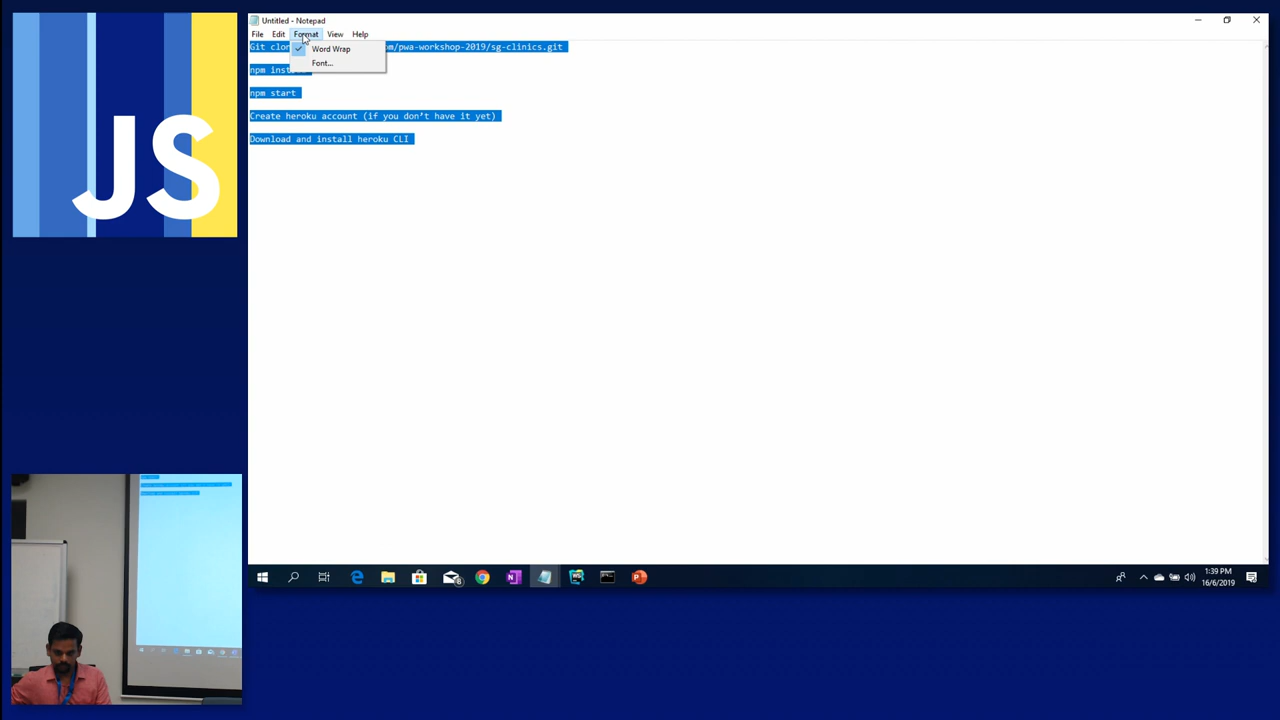 JS
Untitled - Notepad
File Edit Format View Help
Word Wrap
Font...
Git clon om/pwa-workshop-2019/sg-clinics.git
npm inst
npm start
Create heroku account (if you don't have it yet)
Download and install heroku CLI
1:39 PM
16/6/2019